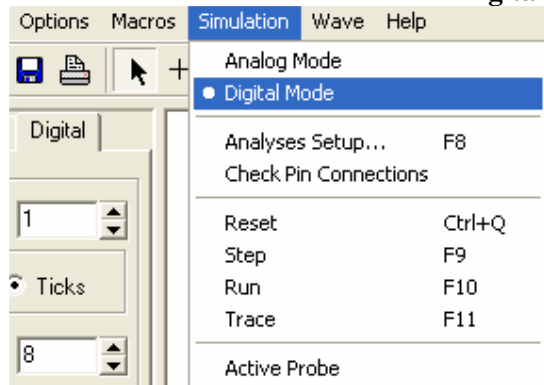 Options Macros Simulation Wave Help
Analog Mode
Digital Mode
Digital
Analyses Setup... F8
Check Pin Connections
1
Reset Ctrl+Q
Step F9
Ticks
Run F10
Trace F11
8
Active Probe